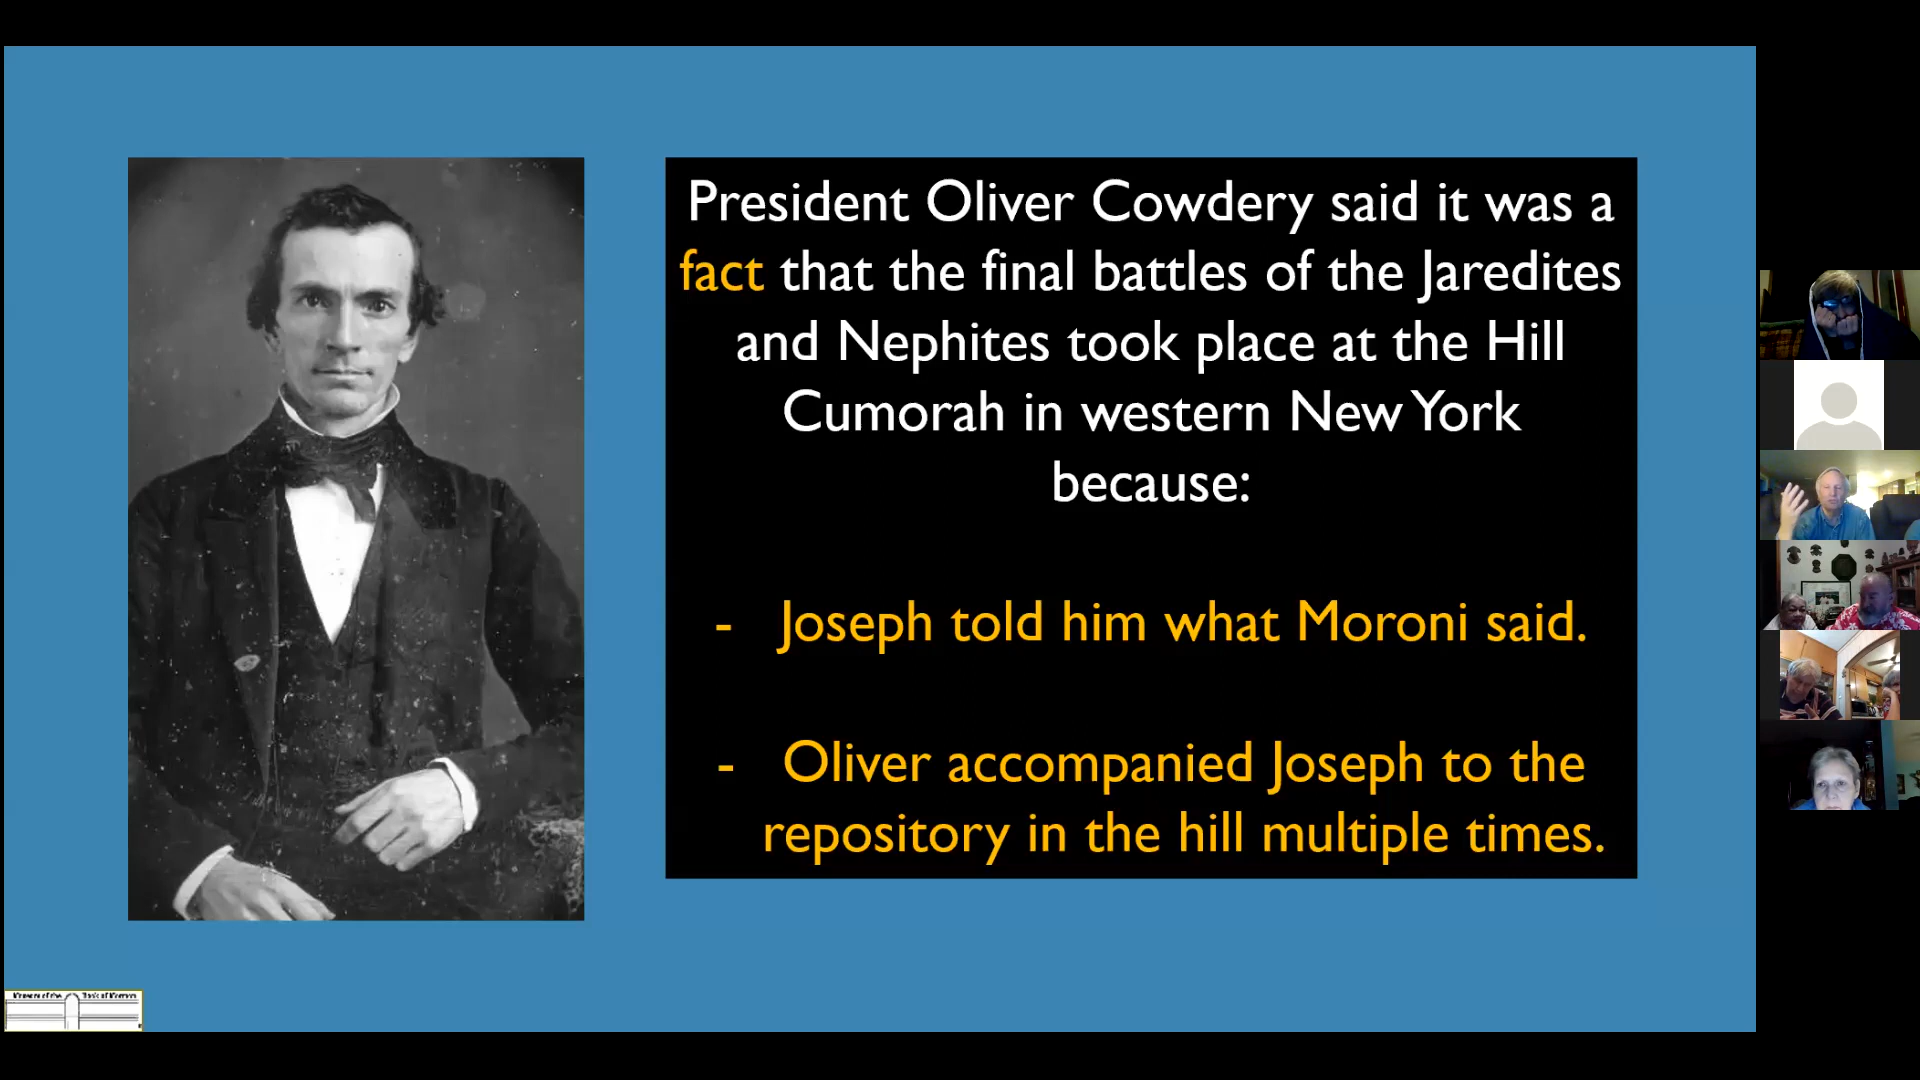 President Oliver Cowdery said it was a
fact that the final battles of the Jaredites
and Nephites took place at the Hill
Cumorah in western New York
because:
- Joseph told him what Moroni said.
- Oliver accompanied Joseph to the
repository in the hill multiple times.